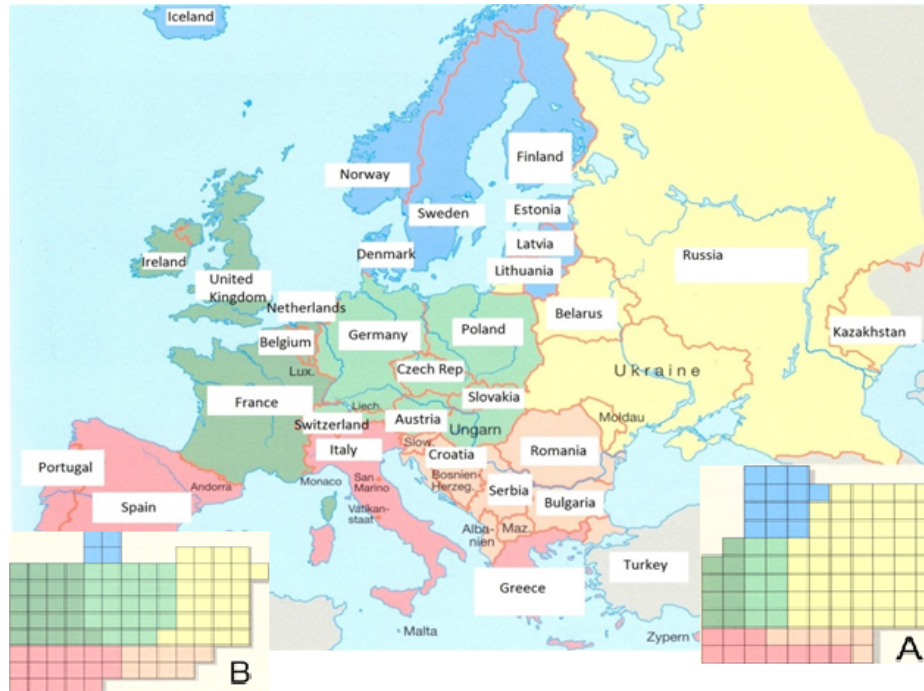 Iceland
Finland
Norway
Sweden
Estonia
Latvia
Denmark
Lithuania
Russia
Ireland
United
Kingdom
Netherlands
Belarus
Kazakhstan
Germany
Poland
Belgium
Lux.
Czech Rep
Ukraine
Slovakia
France
Liech.
Austria
Moldau
Switzerland
Ungarn
Italy
Slow.
Croatia
Romania
Portugal
Andorra
Monaco
San
Marino
Bosnien-
Herzeg.
Serbia
Spain
Vatikan-
staat
Bulgaria
Alba-
nien
Maz.
Turkey
Greece
Malta
Zypern
B
A